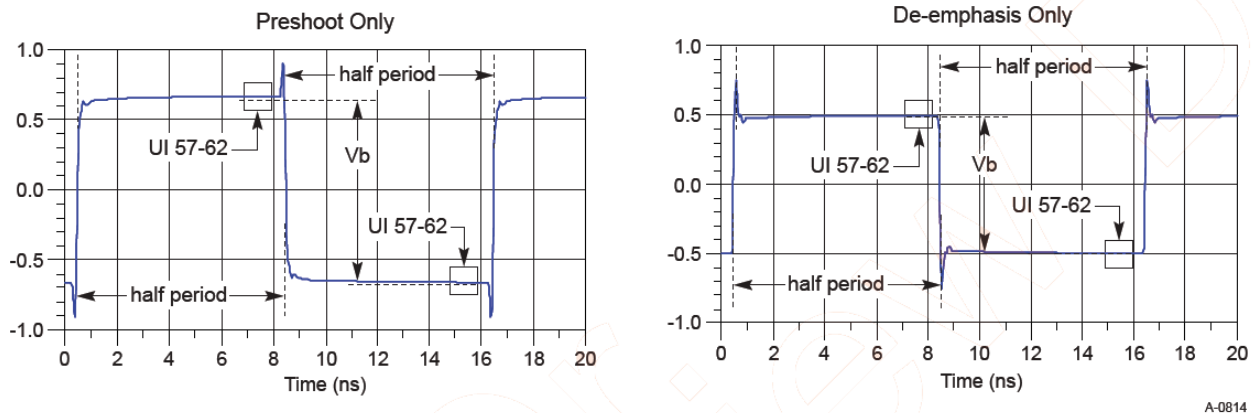 Preshoot Only
1.0
0.5
0.0
-0.5
-1.0
half period
UI 57-62
Vb
UI 57-62
half period
0 2 4 6 8 10 12 14 16 18 20
Time (ns)
De-emphasis Only
1.0
0.5
0.0
-0.5
-1.0
half period
UI 57-62
Vb
UI 57-62
half period
0 2 4 6 8 10 12 14 16 18 20
Time (ns)
A-0814